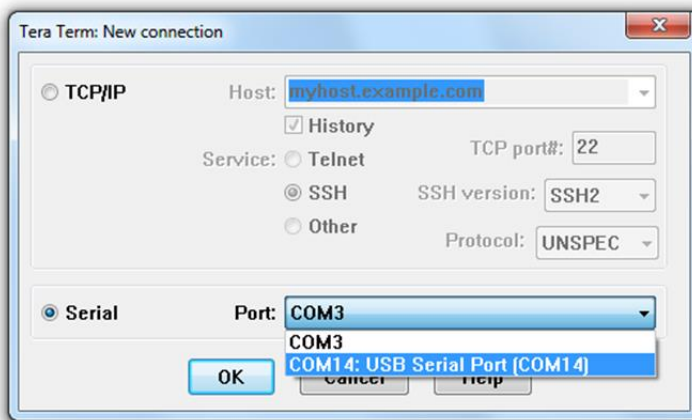 Tera Term: New connection
TCP/IP
Host: myhost.example.com
History
Service: Telnet
TCP port#: 22
SSH
SSH version: SSH2
Other
Protocol: UNSPEC
Serial
Port: COM3
COM3
COM14: USB Serial Port (COM14)
OK
Cancel
Help